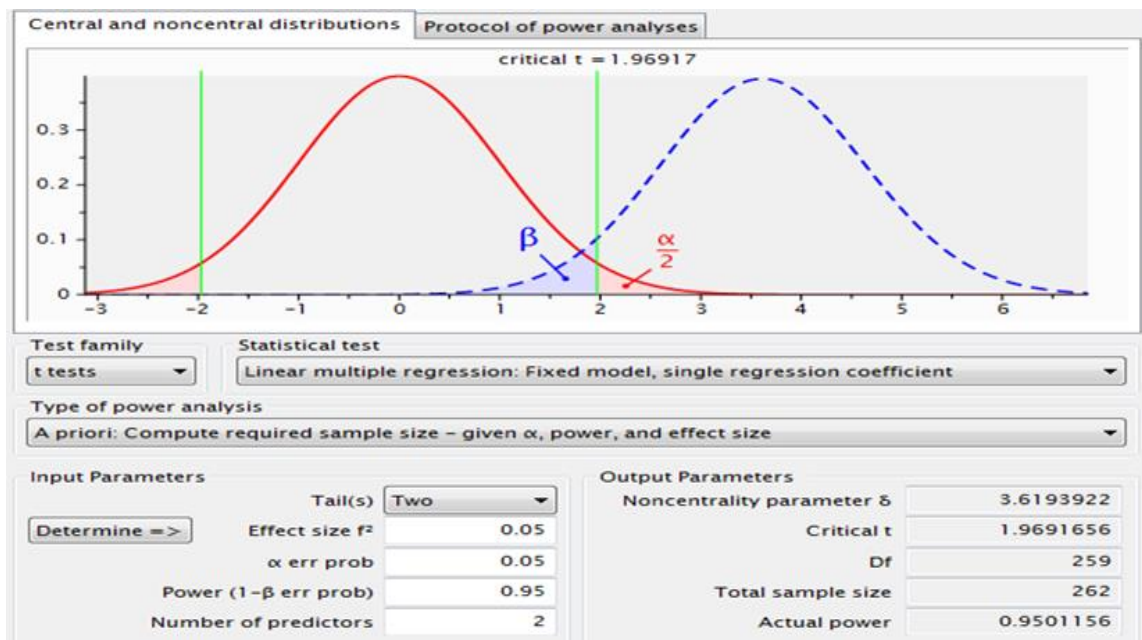 Central and noncentral distributions Protocol of power analyses
critical t = 1.96917
0.3
0.2
0.1
0
β
α
2
-3 -2 -1 0 1 2 3 4 5 6
Test family Statistical test
t tests Linear multiple regression: Fixed model, single regression coefficient
Type of power analysis
A priori: Compute required sample size – given α, power, and effect size
Input Parameters Output Parameters
Tail(s) Two Noncentrality parameter δ 3.6193922
Determine => Effect size f² 0.05 Critical t 1.9691656
α err prob 0.05 Df 259
Power (1-β err prob) 0.95 Total sample size 262
Number of predictors 2 Actual power 0.9501156